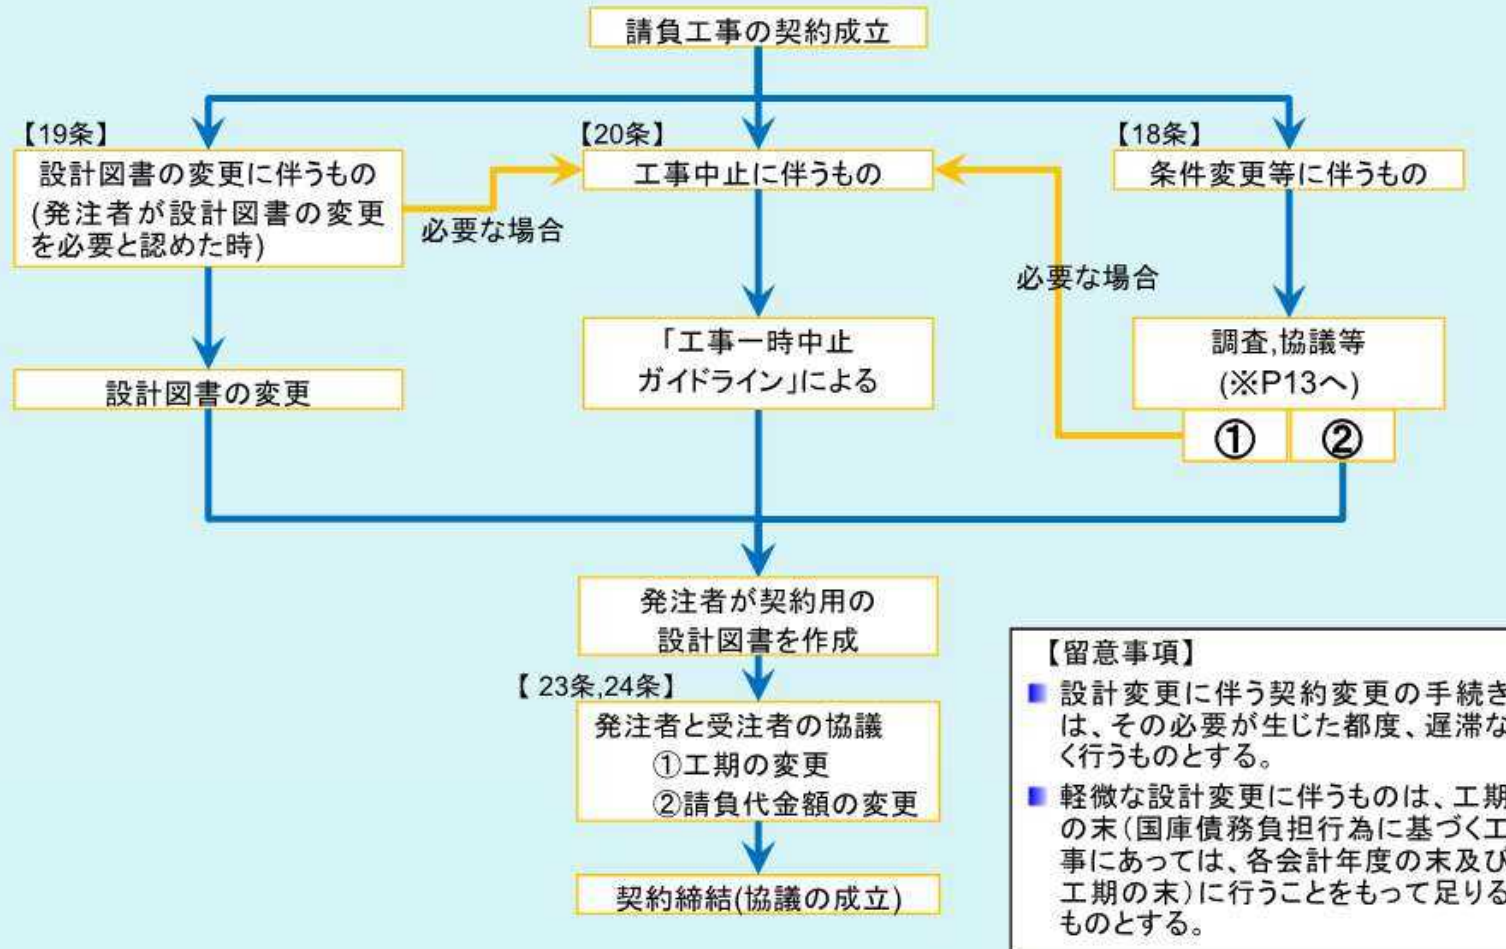 請負工事の契約成立
【19条】
設計図書の変更に伴うもの
(発注者が設計図書の変更
を必要と認めた時)
必要な場合
【20条】
工事中止に伴うもの
【18条】
条件変更等に伴うもの
必要な場合
設計図書の変更
「工事一時中止
ガイドライン」による
調査,協議等
(※P13へ)
① ②
発注者が契約用の
設計図書を作成
【 23条,24条】
発注者と受注者の協議
①工期の変更
②請負代金額の変更
契約締結(協議の成立)
【留意事項】
設計変更に伴う契約変更の手続き
は、その必要が生じた都度、遅滞な
く行うものとする。
軽微な設計変更に伴うものは、工期
の末(国庫債務負担行為に基づく工
事にあっては、各会計年度の末及び
工期の末)に行うことをもって足りる
ものとする。